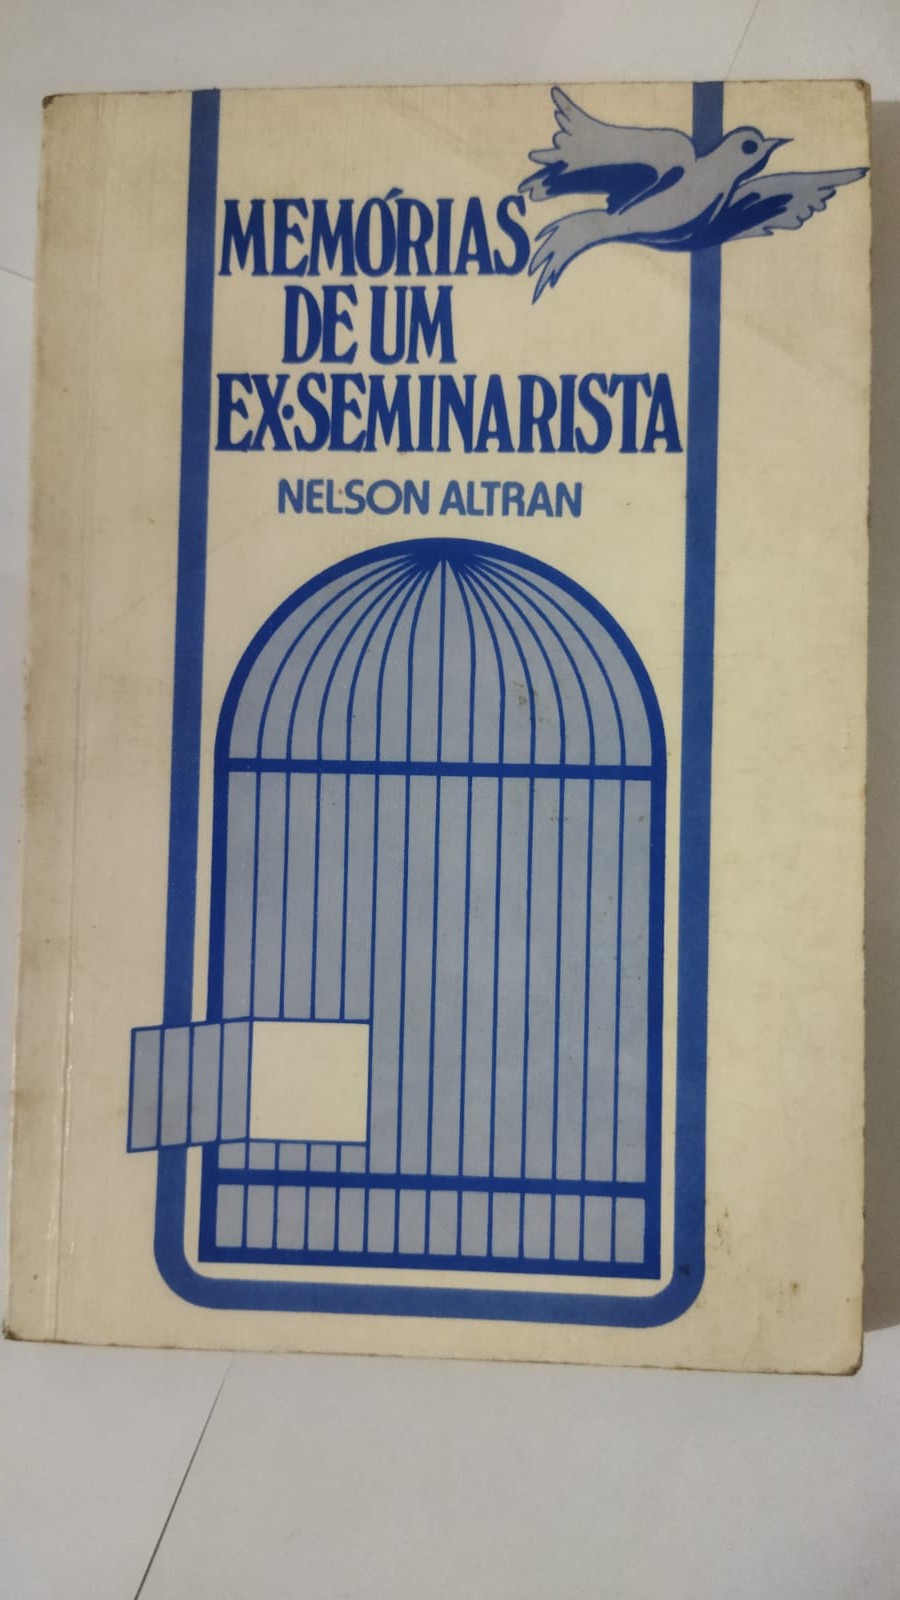 MEMÓRIAS
DE UM
EX-SEMINARISTA
NELSON ALTRAN